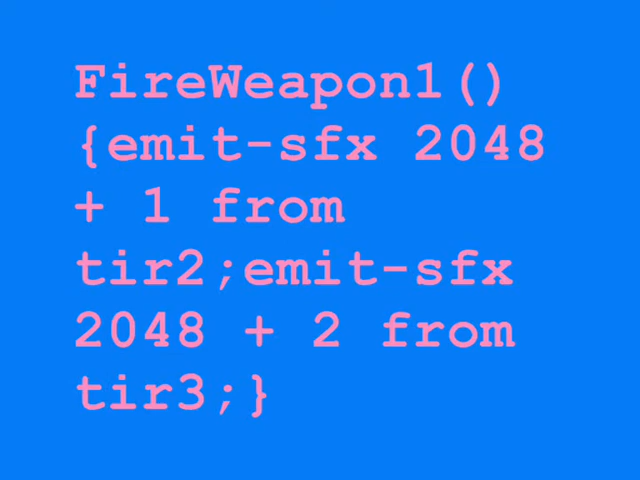 FireWeapon1()
{emit-sfx 2048
+ 1 from
tir2;emit-sfx
2048 + 2 from
tir3;}